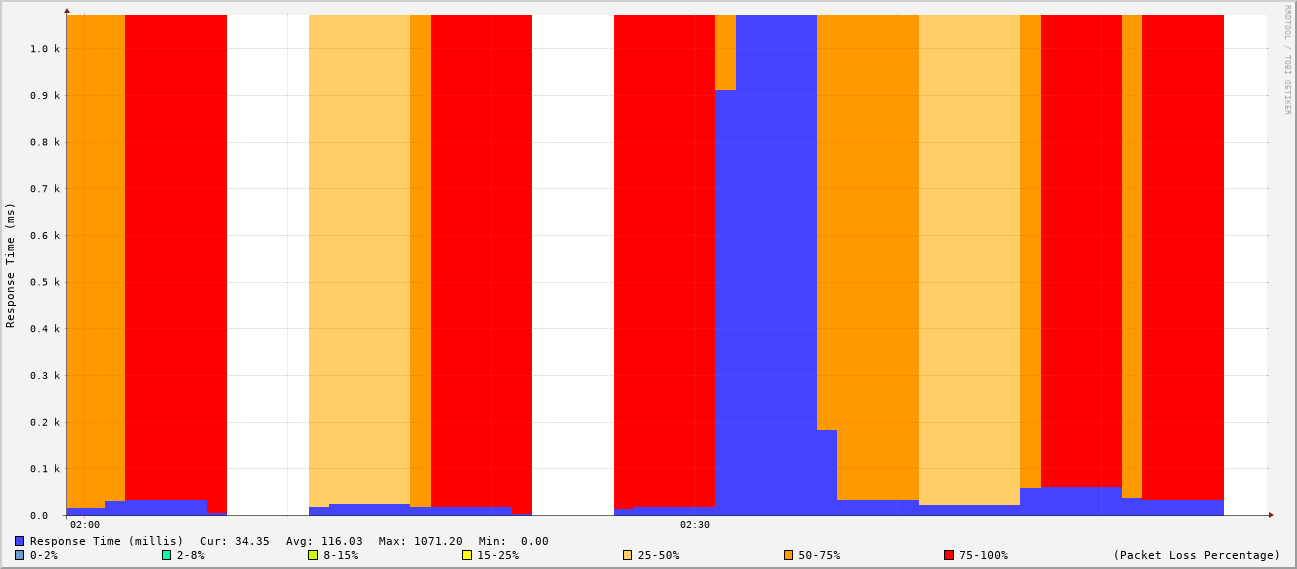 RRDTOOL / TOBI OETIKER
Response Time (ms)
1.0 k
0.9 k
0.8 k
0.7 k
0.6 k
0.5 k
0.4 k
0.3 k
0.2 k
0.1 k
0.0
02:00 02:30
Response Time (millis) Cur: 34.35 Avg: 116.03 Max: 1071.20 Min: 0.00
0-2% 2-8% 8-15% 15-25% 25-50% 50-75% 75-100% (Packet Loss Percentage)